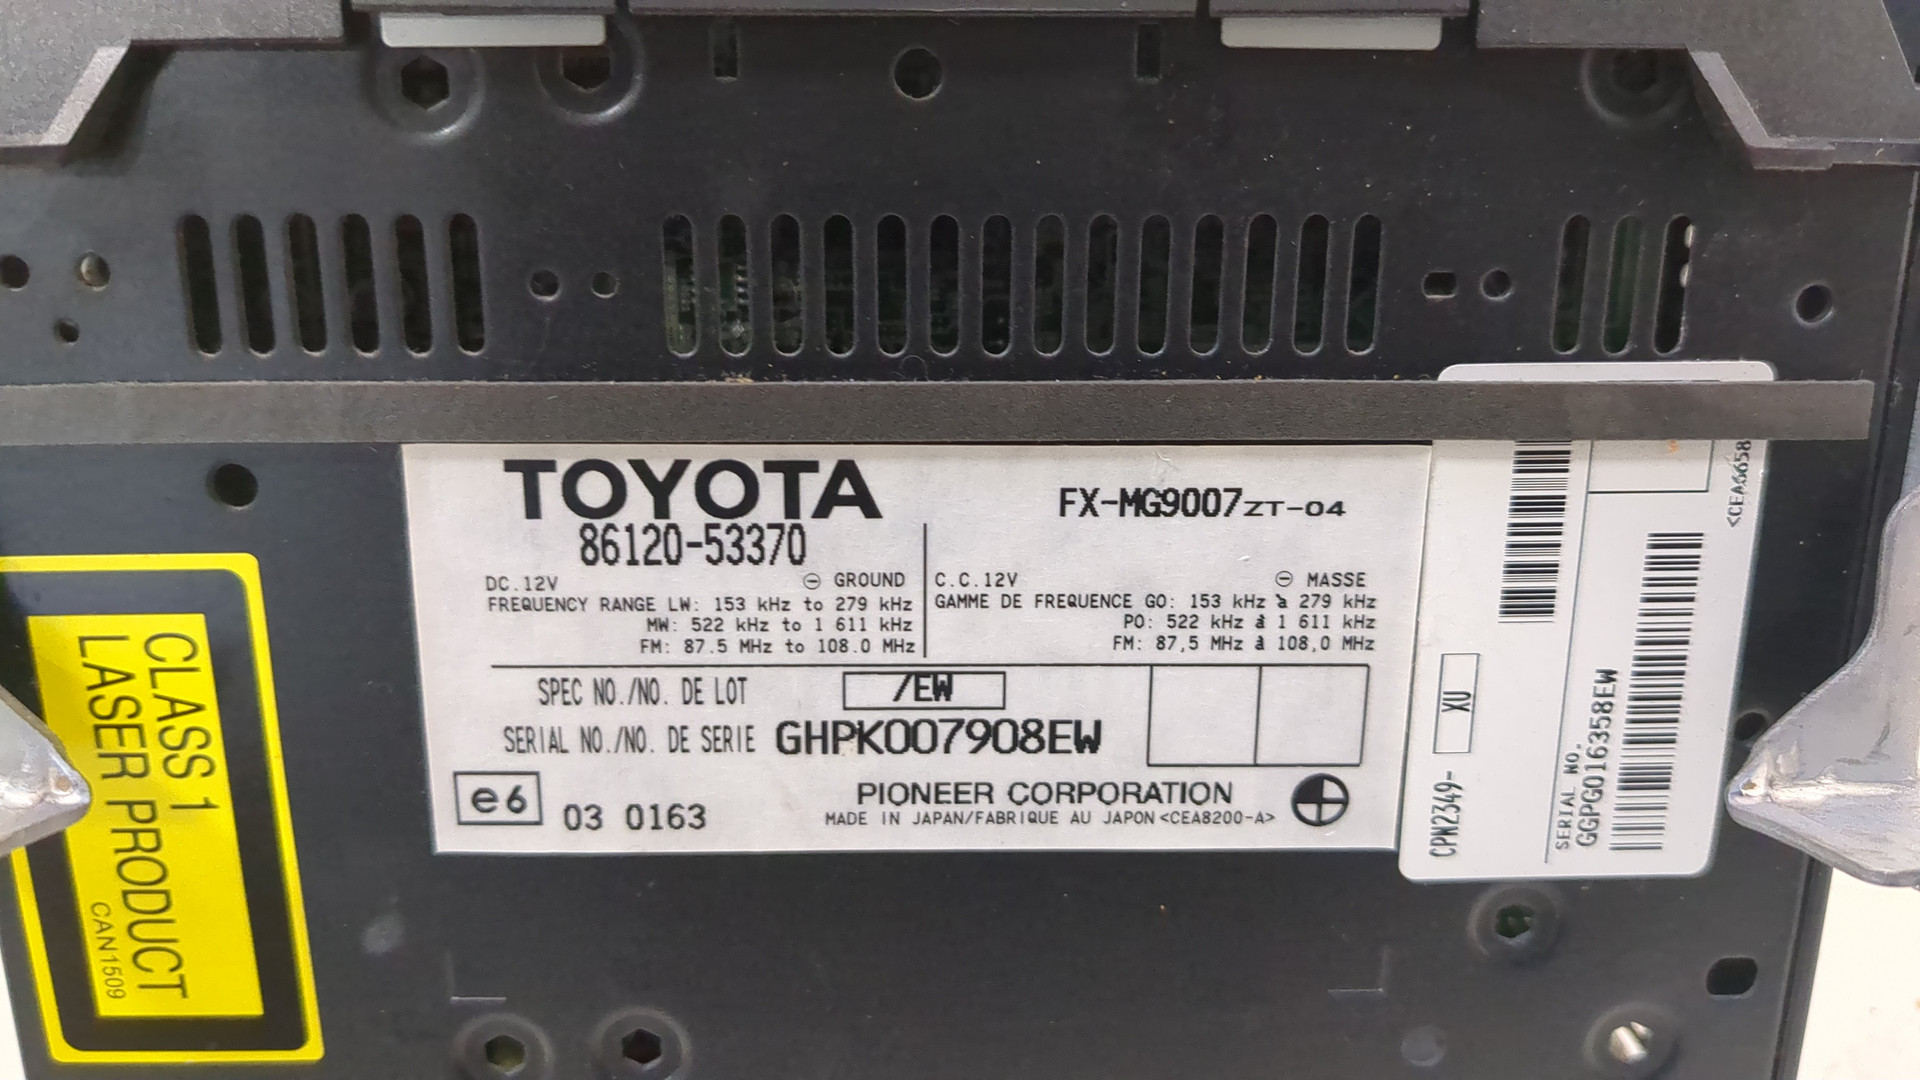 TOYOTA
86120-53370
FX-MG9007ZT-04
DC.12V ⊖ GROUND
FREQUENCY RANGE LW: 153 kHz to 279 kHz
MW: 522 kHz to 1 611 kHz
FM: 87.5 MHz to 108.0 MHz
C.C.12V ⊖ MASSE
GAMME DE FREQUENCE GO: 153 kHz à 279 kHz
PO: 522 kHz à 1 611 kHz
FM: 87,5 MHz à 108,0 MHz
SPEC NO./NO. DE LOT /EW
SERIAL NO./NO. DE SERIE GHPK007908EW
e6 03 0163
PIONEER CORPORATION
MADE IN JAPAN/FABRIQUE AU JAPON <CEA8200-A>
CLASS 1
LASER PRODUCT
CAN1509
CPN2349- XU
SERIAL NO.
GGPG016358EW
<CEA6658